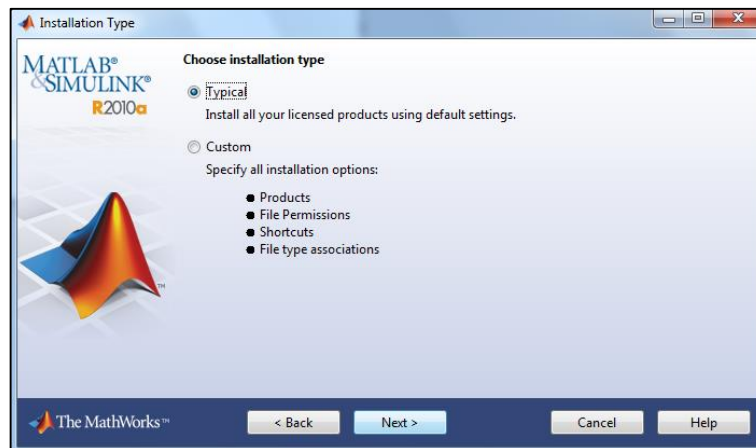 Installation Type
MATLAB®
&SIMULINK®
R2010a
Choose installation type
Typical
Install all your licensed products using default settings.
Custom
Specify all installation options:
● Products
● File Permissions
● Shortcuts
● File type associations
TM
The MathWorks™
< Back
Next >
Cancel
Help